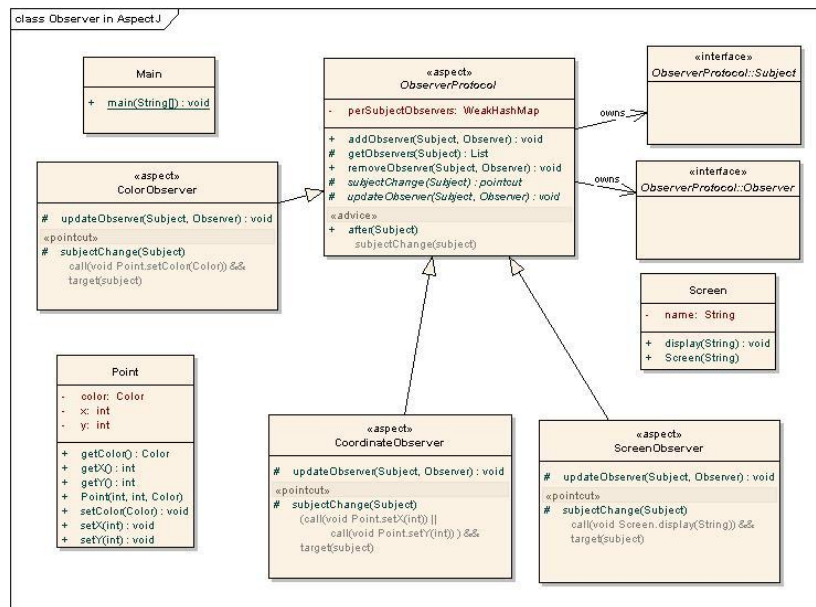 class Observer in AspectJ
Main
+ main(String[]) : void
«aspect»
ObserverProtocol
- perSubjectObservers: WeakHashMap
+ addObserver(Subject, Observer) : void
# getObservers(Subject) : List
+ removeObserver(Subject, Observer) : void
# subjectChange(Subject) : pointcut
# updateObserver(Subject, Observer) : void
«advice»
+ after(Subject)
subjectChange(subject)
owns
«interface»
ObserverProtocol::Subject
owns
«interface»
ObserverProtocol::Observer
«aspect»
ColorObserver
# updateObserver(Subject, Observer) : void
«pointcut»
# subjectChange(Subject)
call(void Point.setColor(Color)) &&
target(subject)
Screen
- name: String
+ display(String) : void
+ Screen(String)
Point
- color: Color
- x: int
- y: int
+ getColor() : Color
+ getX() : int
+ getY() : int
+ Point(int, int, Color)
+ setColor(Color) : void
+ setX(int) : void
+ setY(int) : void
«aspect»
CoordinateObserver
# updateObserver(Subject, Observer) : void
«pointcut»
# subjectChange(Subject)
(call(void Point.setX(int)) ||
call(void Point.setY(int)) ) &&
target(subject)
«aspect»
ScreenObserver
# updateObserver(Subject, Observer) : void
«pointcut»
# subjectChange(Subject)
call(void Screen.display(String)) &&
target(subject)